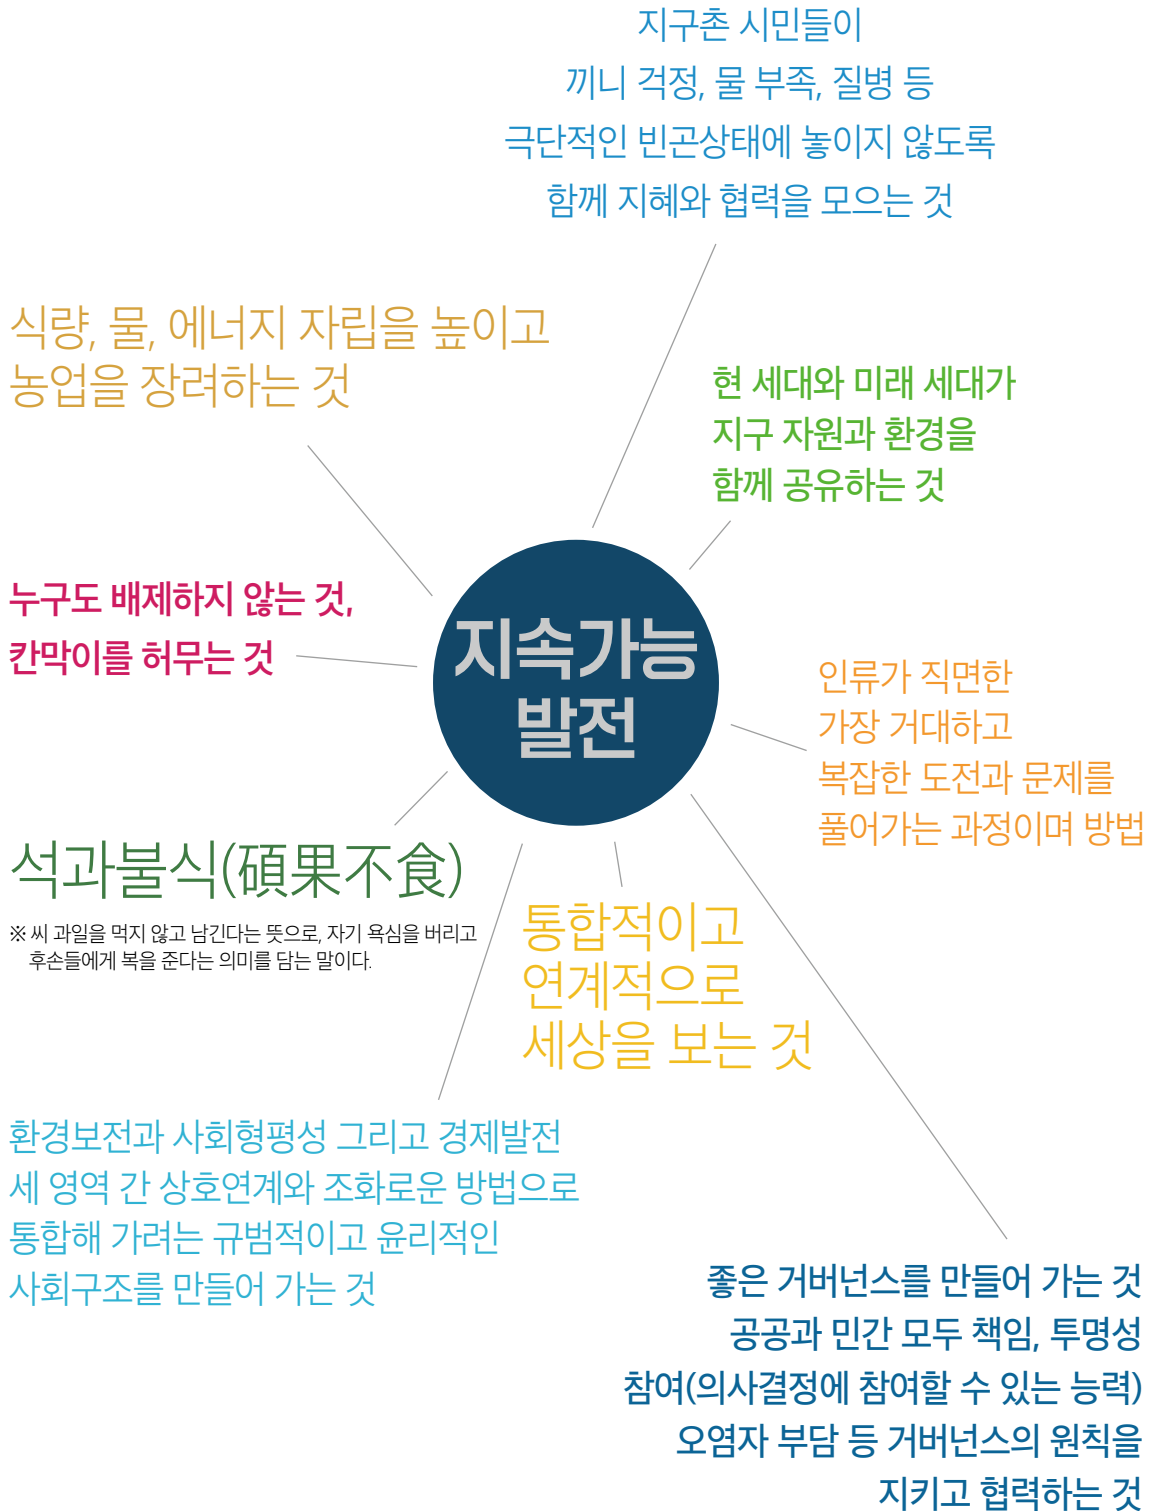 지구촌 시민들이
끼니 걱정, 물 부족, 질병 등
극단적인 빈곤상태에 놓이지 않도록
함께 지혜와 협력을 모으는 것
식량, 물, 에너지 자립을 높이고
농업을 장려하는 것
현 세대와 미래 세대가
지구 자원과 환경을
함께 공유하는 것
누구도 배제하지 않는 것,
칸막이를 허무는 것
지속가능
발전
인류가 직면한
가장 거대하고
복잡한 도전과 문제를
풀어가는 과정이며 방법
석과불식(碩果不食)
※ 씨 과일을 먹지 않고 남긴다는 뜻으로, 자기 욕심을 버리고
후손들에게 복을 준다는 의미를 담는 말이다.
통합적이고
연계적으로
세상을 보는 것
환경보전과 사회형평성 그리고 경제발전
세 영역 간 상호연계와 조화로운 방법으로
통합해 가려는 규범적이고 윤리적인
사회구조를 만들어 가는 것
좋은 거버넌스를 만들어 가는 것
공공과 민간 모두 책임, 투명성
참여(의사결정에 참여할 수 있는 능력)
오염자 부담 등 거버넌스의 원칙을
지키고 협력하는 것